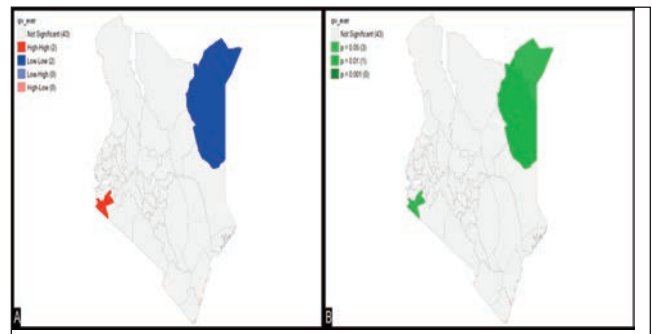 ipv_ever
Not Significant (43)
High-High (2)
Low-Low (2)
Low-High (0)
High-Low (0)
A
ipv_ever
Not Significant (43)
p = 0.05 (3)
p = 0.01 (1)
p = 0.001 (0)
B